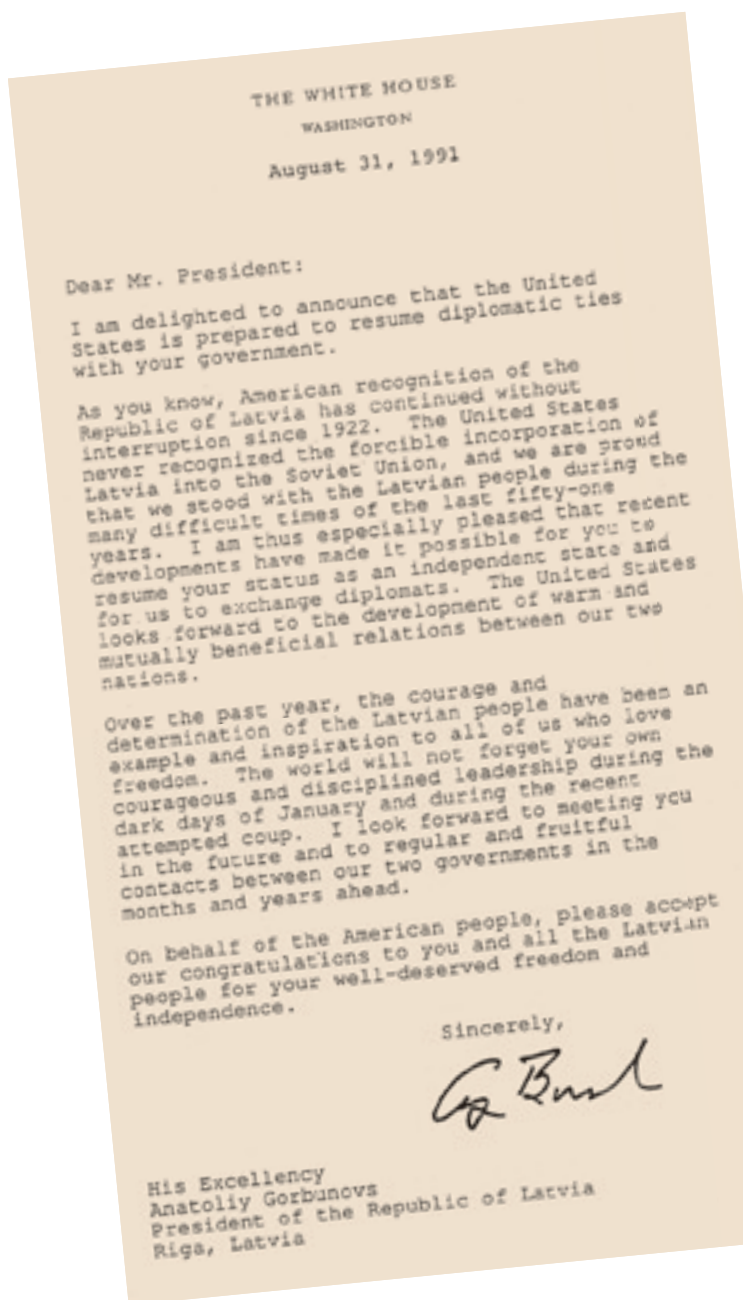 THE WHITE HOUSE
WASHINGTON
August 31, 1991
Dear Mr. President:
I am delighted to announce that the United
States is prepared to resume diplomatic ties
with your government.
As you know, American recognition of the
Republic of Latvia has continued without
interruption since 1922. The United States
never recognized the forcible incorporation of
Latvia into the Soviet Union, and we are proud
that we stood with the Latvian people during the
many difficult times of the last fifty-one
years. I am thus especially pleased that recent
developments have made it possible for you to
resume your status as an independent state and
for us to exchange diplomats. The United States
looks forward to the development of warm and
mutually beneficial relations between our two
nations.
Over the past year, the courage and
determination of the Latvian people have been an
example and inspiration to all of us who love
freedom. The world will not forget your own
courageous and disciplined leadership during the
dark days of January and during the recent
attempted coup. I look forward to meeting you
in the future and to regular and fruitful
contacts between our two governments in the
months and years ahead.
On behalf of the American people, please accept
our congratulations to you and all the Latvian
people for your well-deserved freedom and
independence.
Sincerely,
G Bush
His Excellency
Anatoliy Gorbunovs
President of the Republic of Latvia
Riga, Latvia